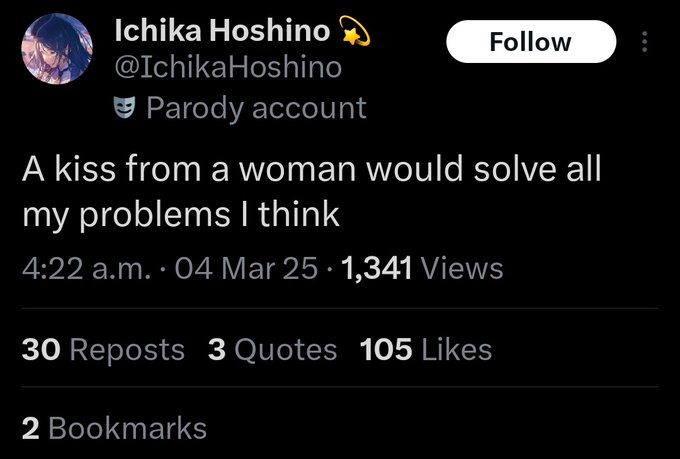 Ichika Hoshino 💫
Follow
@IchikaHoshino
🎭 Parody account
A kiss from a woman would solve all
my problems I think
4:22 a.m. · 04 Mar 25 · 1,341 Views
30 Reposts 3 Quotes 105 Likes
2 Bookmarks